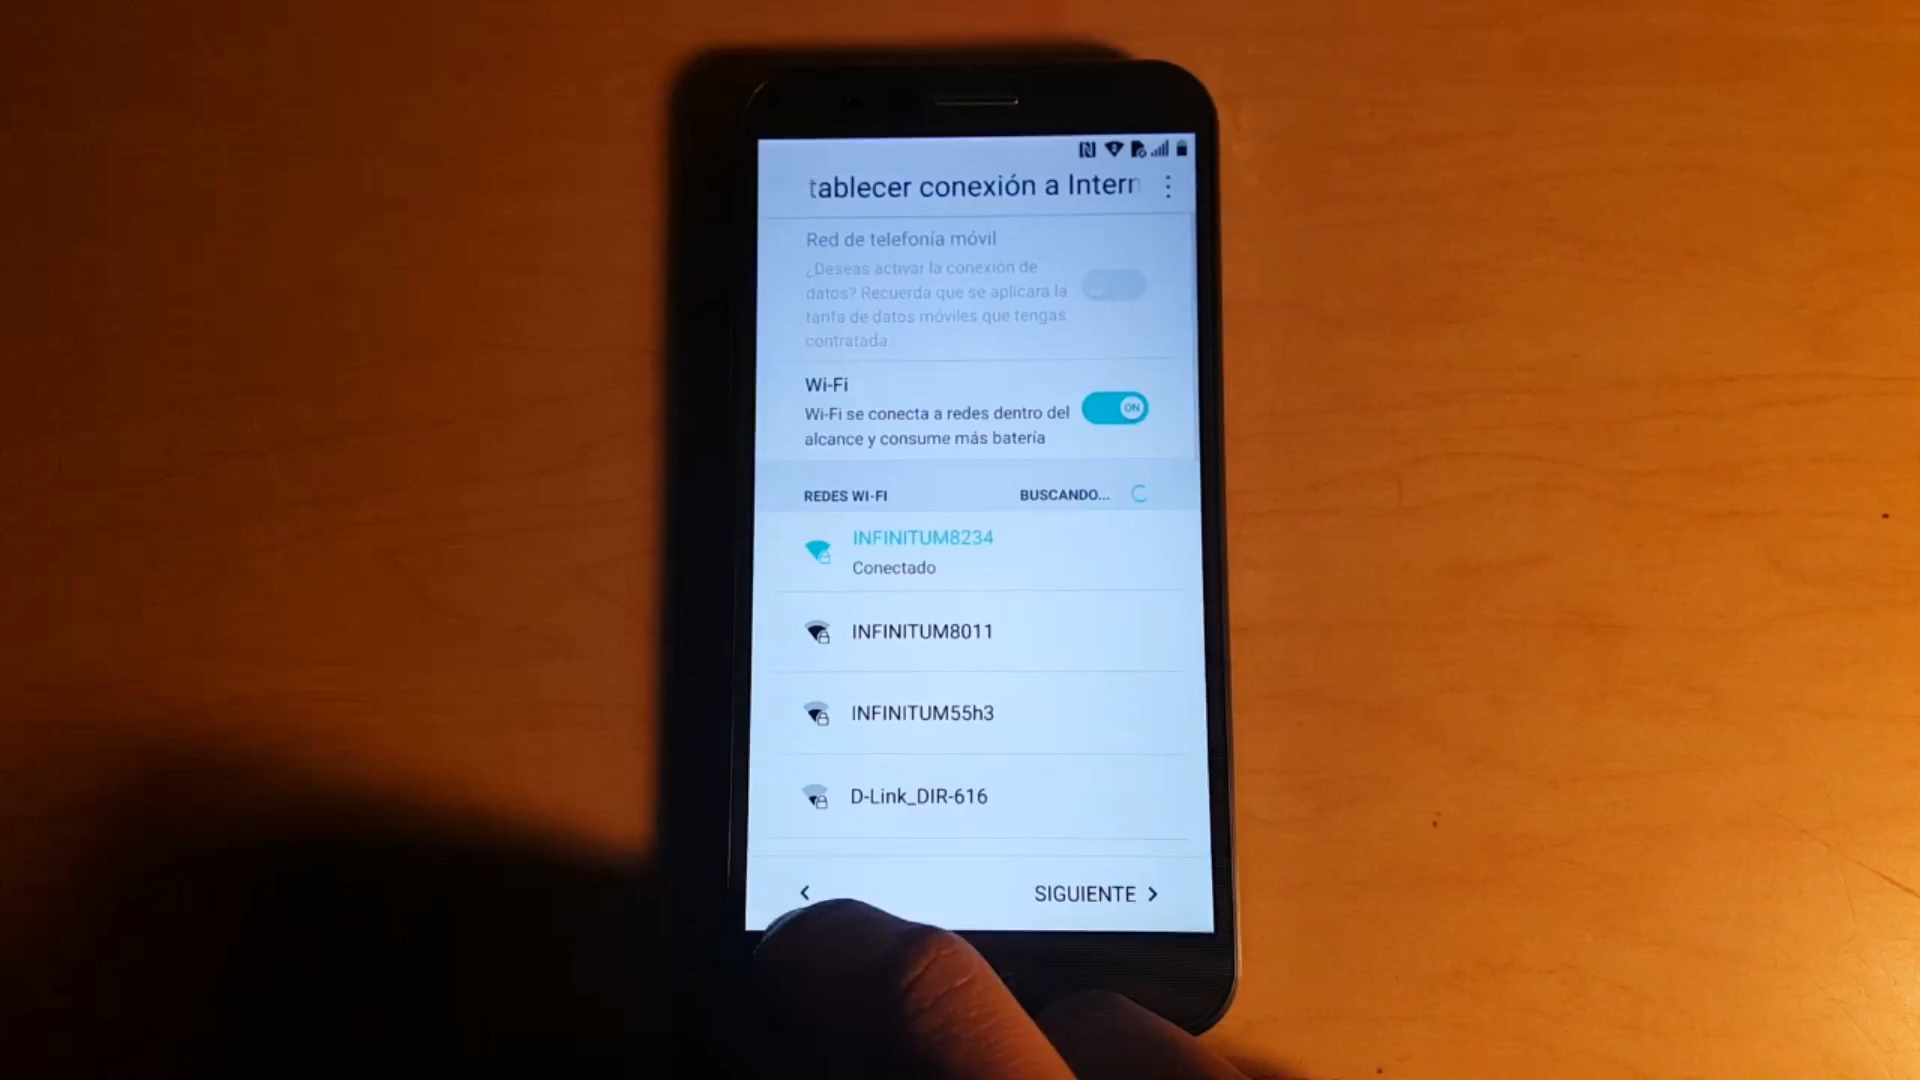 tablecer conexión a Intern
Red de telefonía móvil
¿Deseas activar la conexión de
datos? Recuerda que se aplicará la
tarifa de datos móviles que tengas
contratada.
Wi-Fi
Wi-Fi se conecta a redes dentro del
alcance y consume más batería
ON
REDES WI-FI BUSCANDO...
INFINITUM8234
Conectado
INFINITUM8011
INFINITUM55h3
D-Link_DIR-616
SIGUIENTE